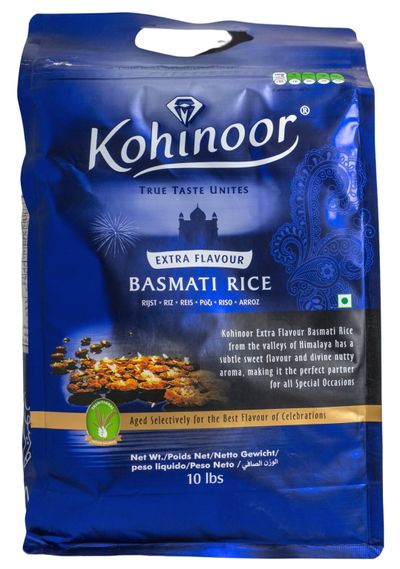 Kohinoor®
TRUE TASTE UNITES
EXTRA FLAVOUR
BASMATI RICE
RIJST • RIZ • REIS • Ρύζι • RISO • ARROZ
Kohinoor Extra Flavour Basmati Rice
from the valleys of Himalaya has a
subtle sweet flavour and divine nutty
aroma, making it the perfect partner
for all Special Occasions
Aged Selectively for the Best Flavour of Celebrations
Net Wt./Poids Net/Netto Gewicht/
peso liquido/Peso Neto / الوزن الصافي
10 lbs